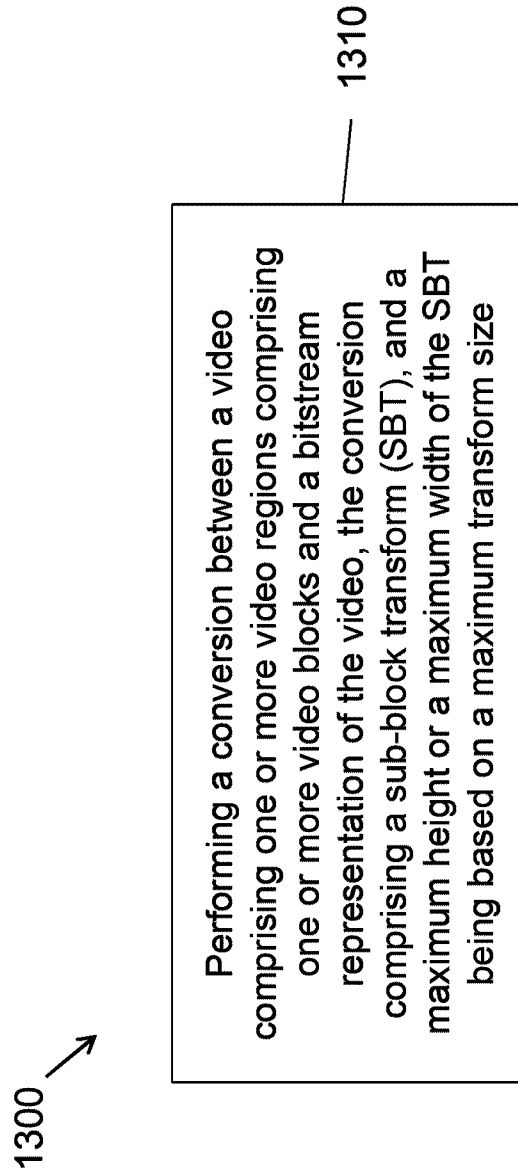 1300
Performing a conversion between a video
comprising one or more video regions comprising
one or more video blocks and a bitstream
representation of the video, the conversion
comprising a sub-block transform (SBT), and a
maximum height or a maximum width of the SBT
being based on a maximum transform size
1310